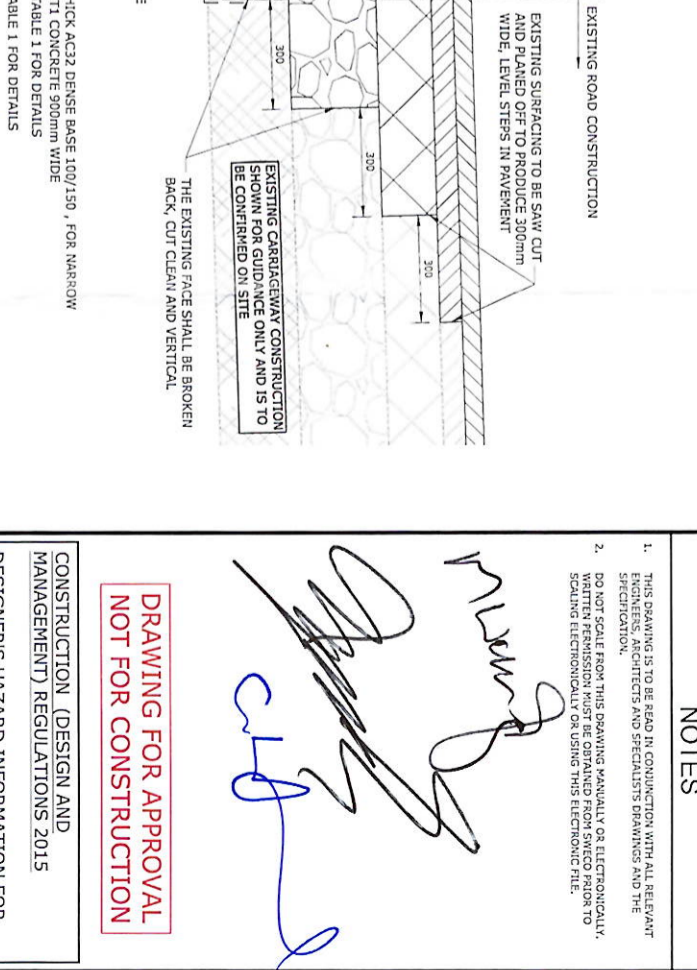 EXISTING ROAD CONSTRUCTION
EXISTING SURFACING TO BE SAW CUT
AND PLANED OFF TO PRODUCE 300mm
WIDE, LEVEL STEPS IN PAVEMENT
300
300
300
EXISTING CARRIAGEWAY CONSTRUCTION
SHOWN FOR GUIDANCE ONLY AND IS TO
BE CONFIRMED ON SITE
THE EXISTING FACE SHALL BE BROKEN
BACK, CUT CLEAN AND VERTICAL
E
HICK AC32 DENSE BASE 100/150 , FOR NARROW
T1 CONCRETE 900mm WIDE
TABLE 1 FOR DETAILS
ABLE 1 FOR DETAILS
NOTES
1. THIS DRAWING IS TO BE READ IN CONJUNCTION WITH ALL RELEVANT
ENGINEERS, ARCHITECTS AND SPECIALISTS DRAWINGS AND THE
SPECIFICATION.
2. DO NOT SCALE FROM THIS DRAWING MANUALLY OR ELECTRONICALLY.
WRITTEN PERMISSION MUST BE OBTAINED FROM SWECO PRIOR TO
SCALING ELECTRONICALLY OR USING THIS ELECTRONIC FILE.
DRAWING FOR APPROVAL
NOT FOR CONSTRUCTION
CONSTRUCTION (DESIGN AND
MANAGEMENT) REGULATIONS 2015
DESIGNER'S HAZARD INFORMATION FOR